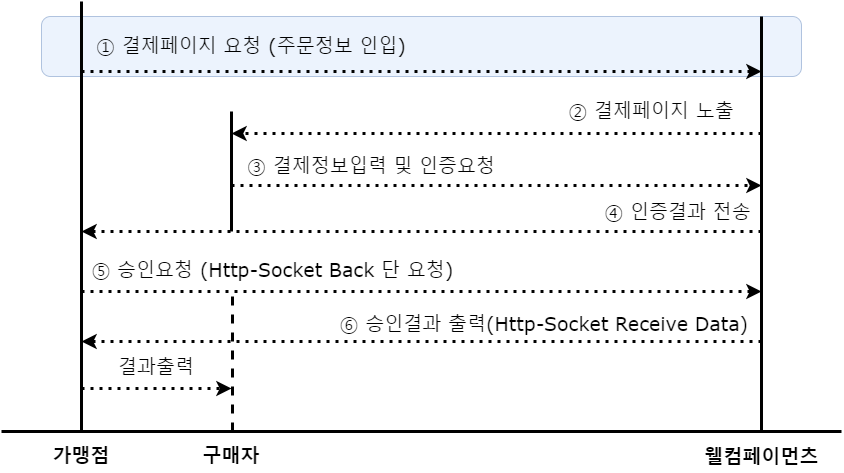 ① 결제페이지 요청 (주문정보 인입)
② 결제페이지 노출
③ 결제정보입력 및 인증요청
④ 인증결과 전송
⑤ 승인요청 (Http-Socket Back 단 요청)
⑥ 승인결과 출력(Http-Socket Receive Data)
결과출력
가맹점 구매자 웰컴페이먼츠